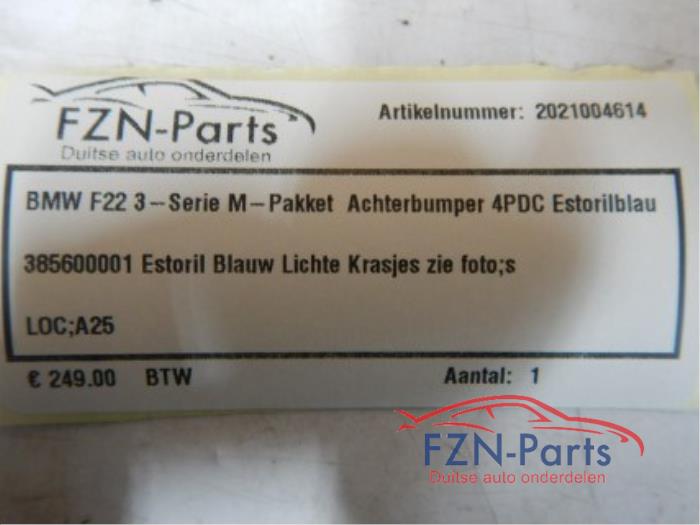 FZN-Parts
Duitse auto onderdelen
Artikelnummer: 2021004614
BMW F22 3-Serie M-Pakket Achterbumper 4PDC Estorilblau
385600001 Estoril Blauw Lichte Krasjes zie foto;s
LOC;A25
€ 249.00 BTW
Aantal: 1
FZN-Parts
Duitse auto onderdelen